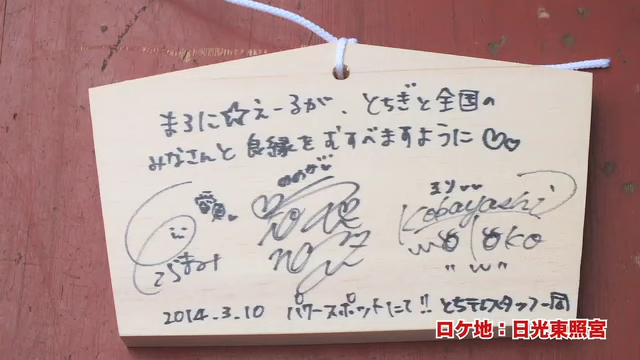 まろに☆え〜るが、とちぎと全国の
みなさんと良縁をむすべますように♡♡
Kobayashi
2014.3.10 パワースポットにて!! とちテレスタッフ一同
ロケ地：日光東照宮